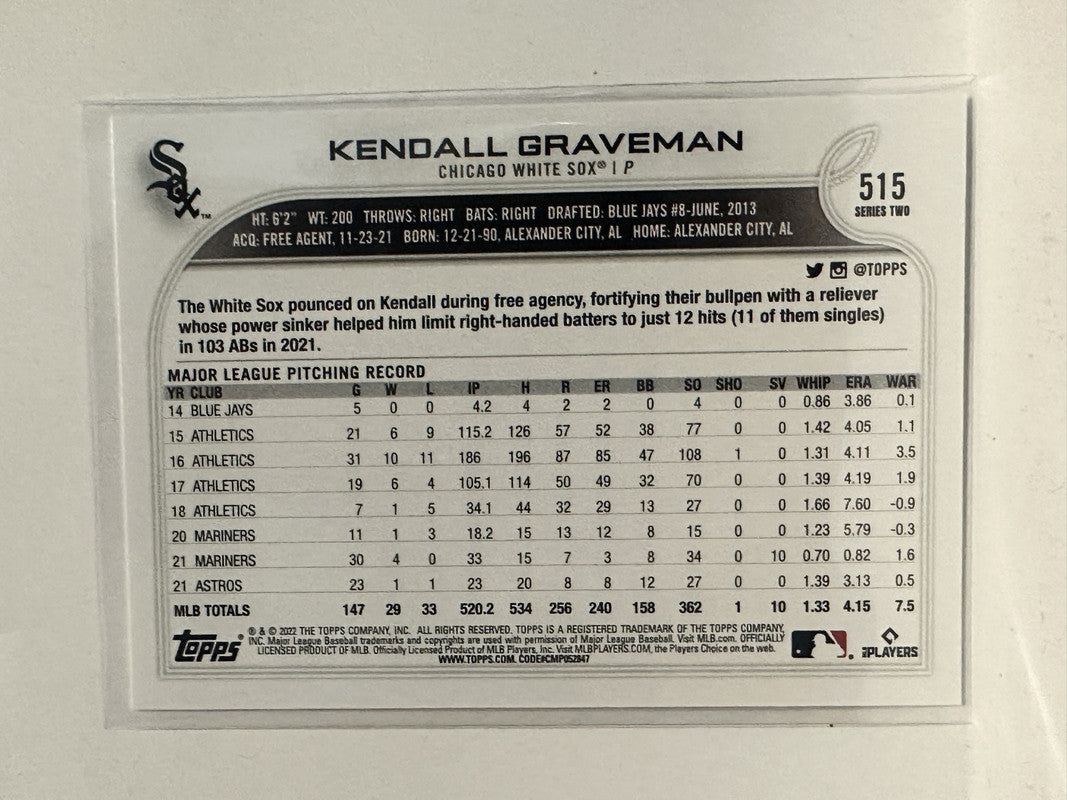 Sox™
KENDALL GRAVEMAN
CHICAGO WHITE SOX® | P
515
SERIES TWO
HT: 6'2" WT: 200 THROWS: RIGHT BATS: RIGHT DRAFTED: BLUE JAYS #8-JUNE, 2013
ACQ: FREE AGENT, 11-23-21 BORN: 12-21-90, ALEXANDER CITY, AL HOME: ALEXANDER CITY, AL
@TOPPS
The White Sox pounced on Kendall during free agency, fortifying their bullpen with a reliever
whose power sinker helped him limit right-handed batters to just 12 hits (11 of them singles)
in 103 ABs in 2021.
MAJOR LEAGUE PITCHING RECORD
YR CLUB G W L IP H R ER BB SO SHO SV WHIP ERA WAR
14 BLUE JAYS 5 0 0 4.2 4 2 2 0 4 0 0 0.86 3.86 0.1
15 ATHLETICS 21 6 9 115.2 126 57 52 38 77 0 0 1.42 4.05 1.1
16 ATHLETICS 31 10 11 186 196 87 85 47 108 1 0 1.31 4.11 3.5
17 ATHLETICS 19 6 4 105.1 114 50 49 32 70 0 0 1.39 4.19 1.9
18 ATHLETICS 7 1 5 34.1 44 32 29 13 27 0 0 1.66 7.60 -0.9
20 MARINERS 11 1 3 18.2 15 13 12 8 15 0 0 1.23 5.79 -0.3
21 MARINERS 30 4 0 33 15 7 3 8 34 0 10 0.70 0.82 1.6
21 ASTROS 23 1 1 23 20 8 8 12 27 0 0 1.39 3.13 0.5
MLB TOTALS 147 29 33 520.2 534 256 240 158 362 1 10 1.33 4.15 7.5
Topps®
® & © 2022 THE TOPPS COMPANY, INC. ALL RIGHTS RESERVED. TOPPS IS A REGISTERED TRADEMARK OF THE TOPPS COMPANY,
INC. Major League Baseball trademarks and copyrights are used with permission of Major League Baseball. Visit MLB.com. OFFICIALLY
LICENSED PRODUCT OF MLB. Officially Licensed Product of MLB Players, Inc. Visit MLBPLAYERS.COM, the Players Choice on the web.
WWW.TOPPS.COM. CODE#CMP052847
MLB PLAYERS